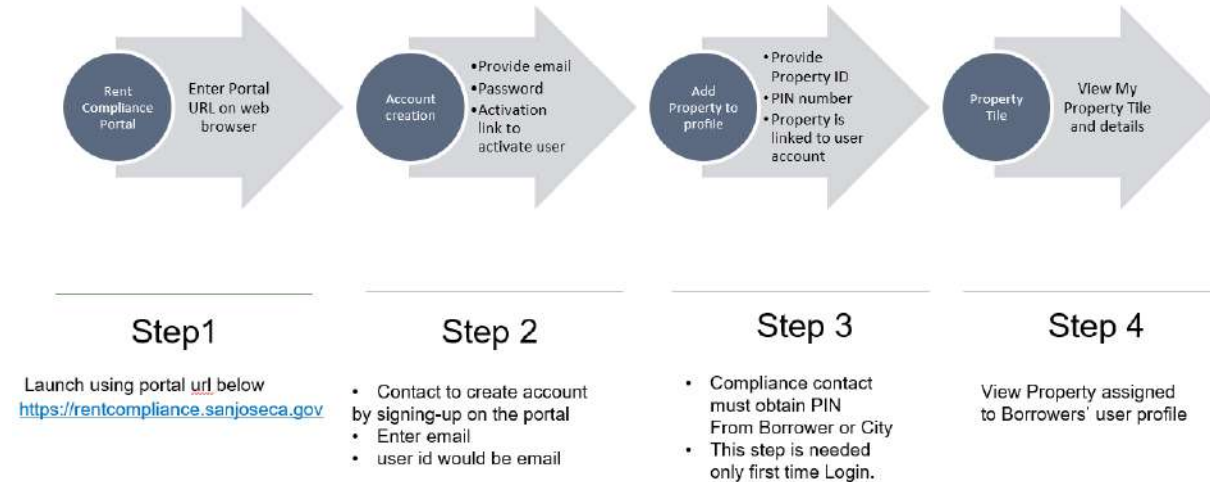 Rent
Compliance
Portal
Enter Portal
URL on web
browser
Account
creation
•Provide email
•Password
•Activation
link to
activate user
Add
Property to
profile
•Provide
Property ID
•PIN number
•Property is
linked to user
account
Property
Tile
View My
Property Tile
and details
Step1
Launch using portal url below
https://rentcompliance.sanjoseca.gov
Step 2
• Contact to create account
by signing-up on the portal
• Enter email
• user id would be email
Step 3
• Compliance contact
must obtain PIN
From Borrower or City
• This step is needed
only first time Login.
Step 4
View Property assigned
to Borrowers' user profile